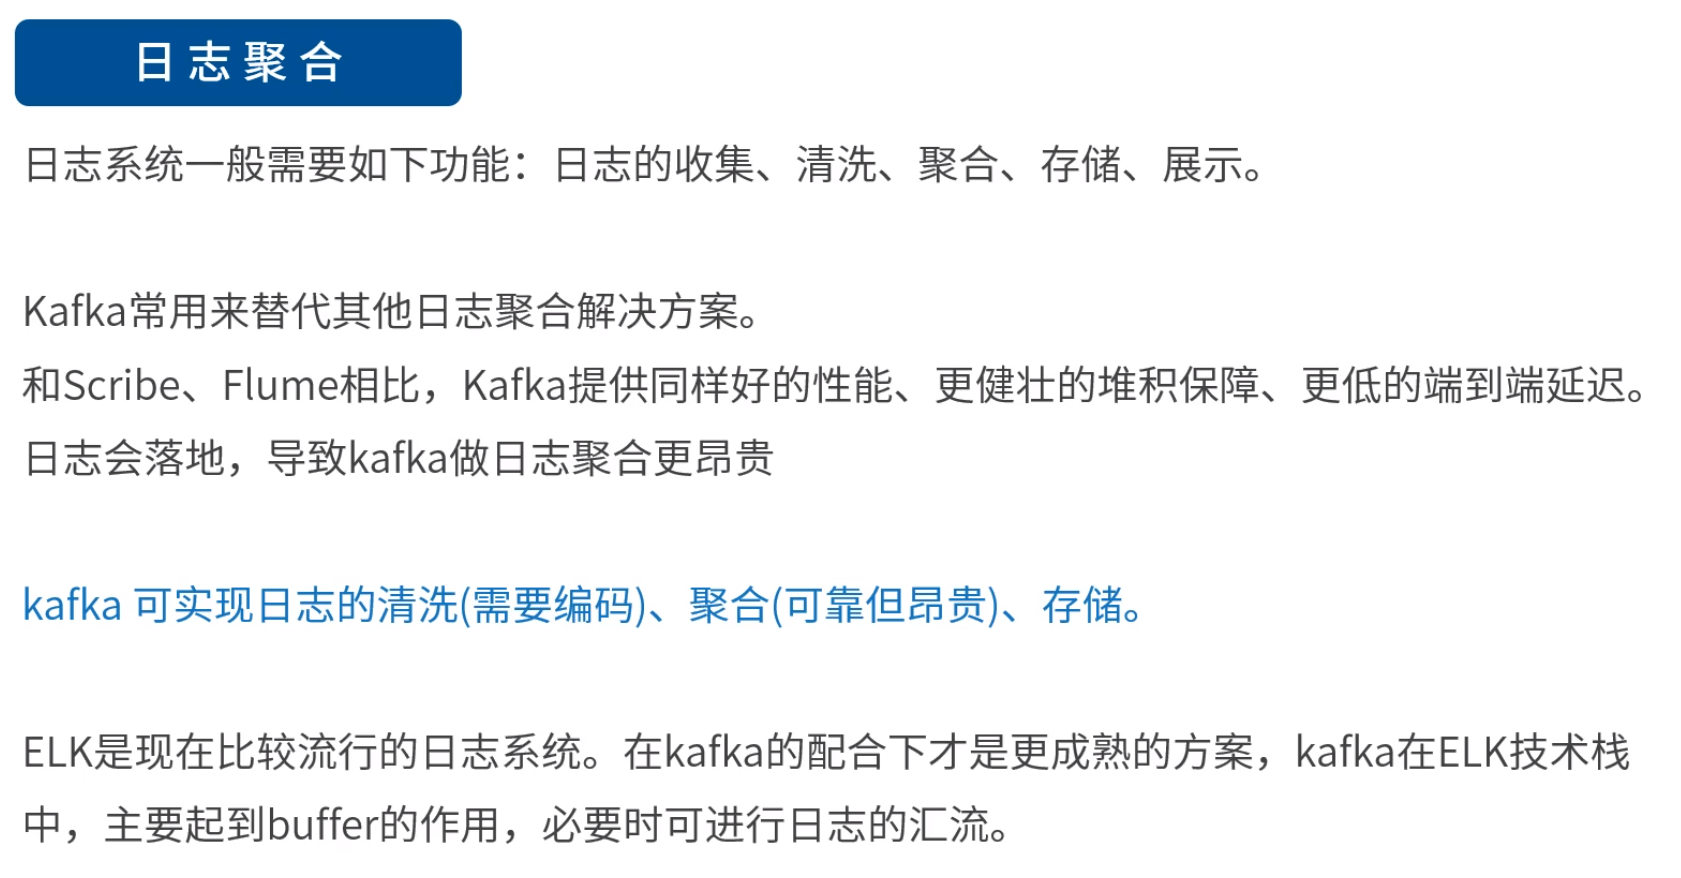 日志聚合
日志系统一般需要如下功能：日志的收集、清洗、聚合、存储、展示。
Kafka常用来替代其他日志聚合解决方案。
和Scribe、Flume相比，Kafka提供同样好的性能、更健壮的堆积保障、更低的端到端延迟。
日志会落地，导致kafka做日志聚合更昂贵
kafka 可实现日志的清洗(需要编码)、聚合(可靠但昂贵)、存储。
ELK是现在比较流行的日志系统。在kafka的配合下才是更成熟的方案，kafka在ELK技术栈
中，主要起到buffer的作用，必要时可进行日志的汇流。